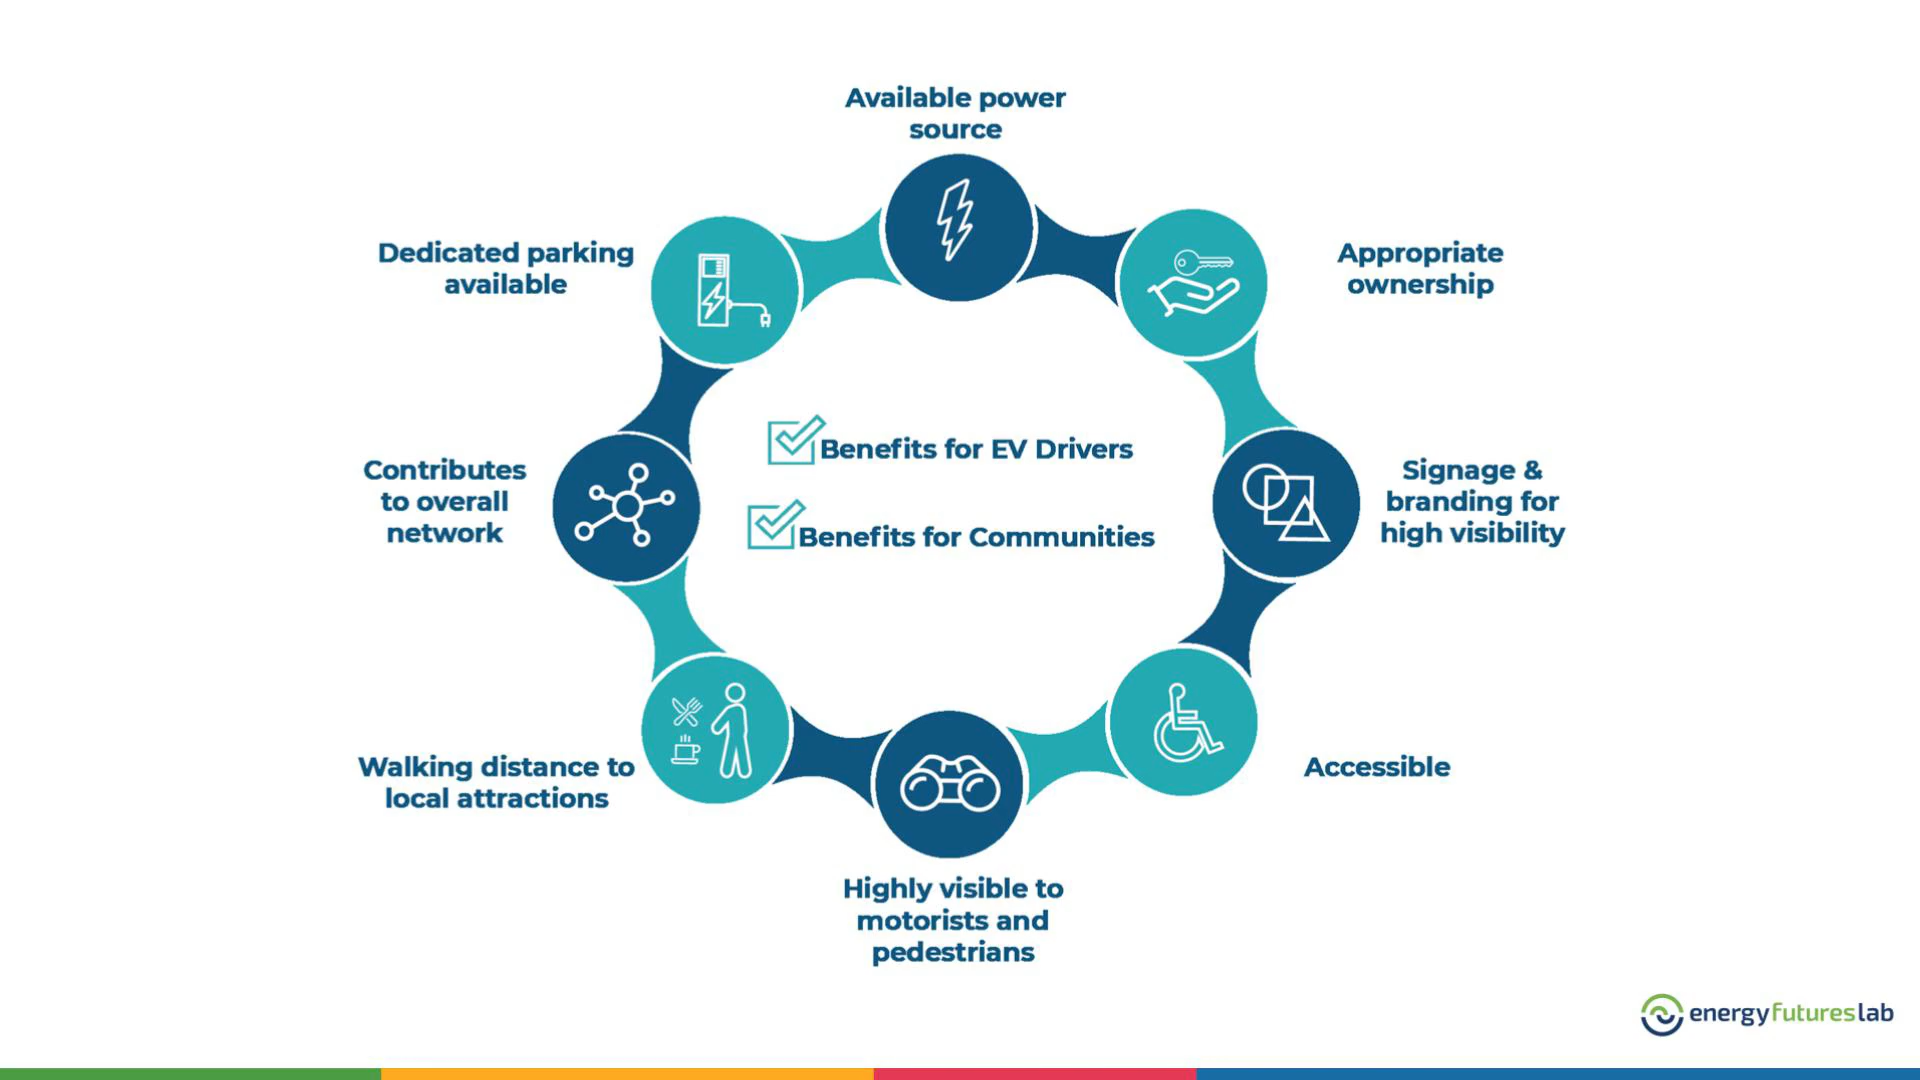 Available power
source
Dedicated parking
available
Appropriate
ownership
Benefits for EV Drivers
Contributes
to overall
network
Signage &
branding for
high visibility
Benefits for Communities
Walking distance to
local attractions
Accessible
Highly visible to
motorists and
pedestrians
energyfutureslab